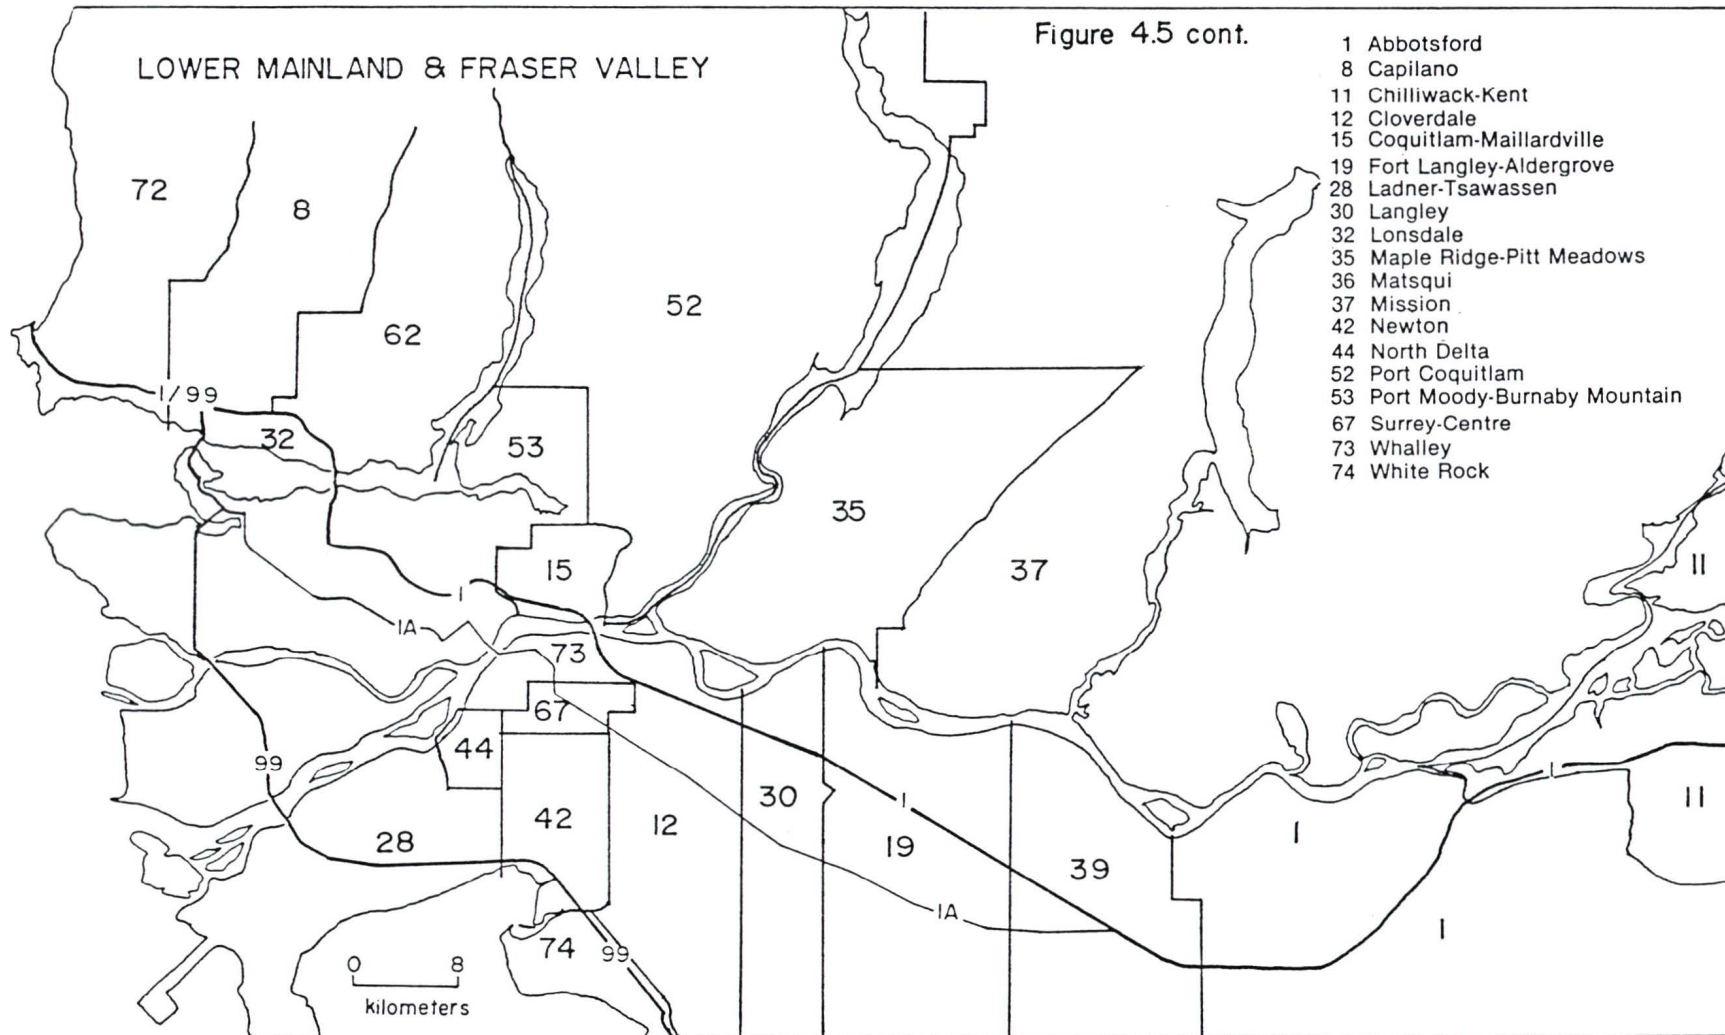 Figure 4.5 cont.
LOWER MAINLAND & FRASER VALLEY
1 Abbotsford
8 Capilano
11 Chilliwack-Kent
12 Cloverdale
15 Coquitlam-Maillardville
19 Fort Langley-Aldergrove
28 Ladner-Tsawassen
30 Langley
32 Lonsdale
35 Maple Ridge-Pitt Meadows
36 Matsqui
37 Mission
42 Newton
44 North Delta
52 Port Coquitlam
53 Port Moody-Burnaby Mountain
67 Surrey-Centre
73 Whalley
74 White Rock
72
8
62
52
1/99
32
53
35
15
37
11
1
1A
73
67
44
99
30
1
1
11
42
12
28
19
39
1
1A
1
74
99
0 8
kilometers